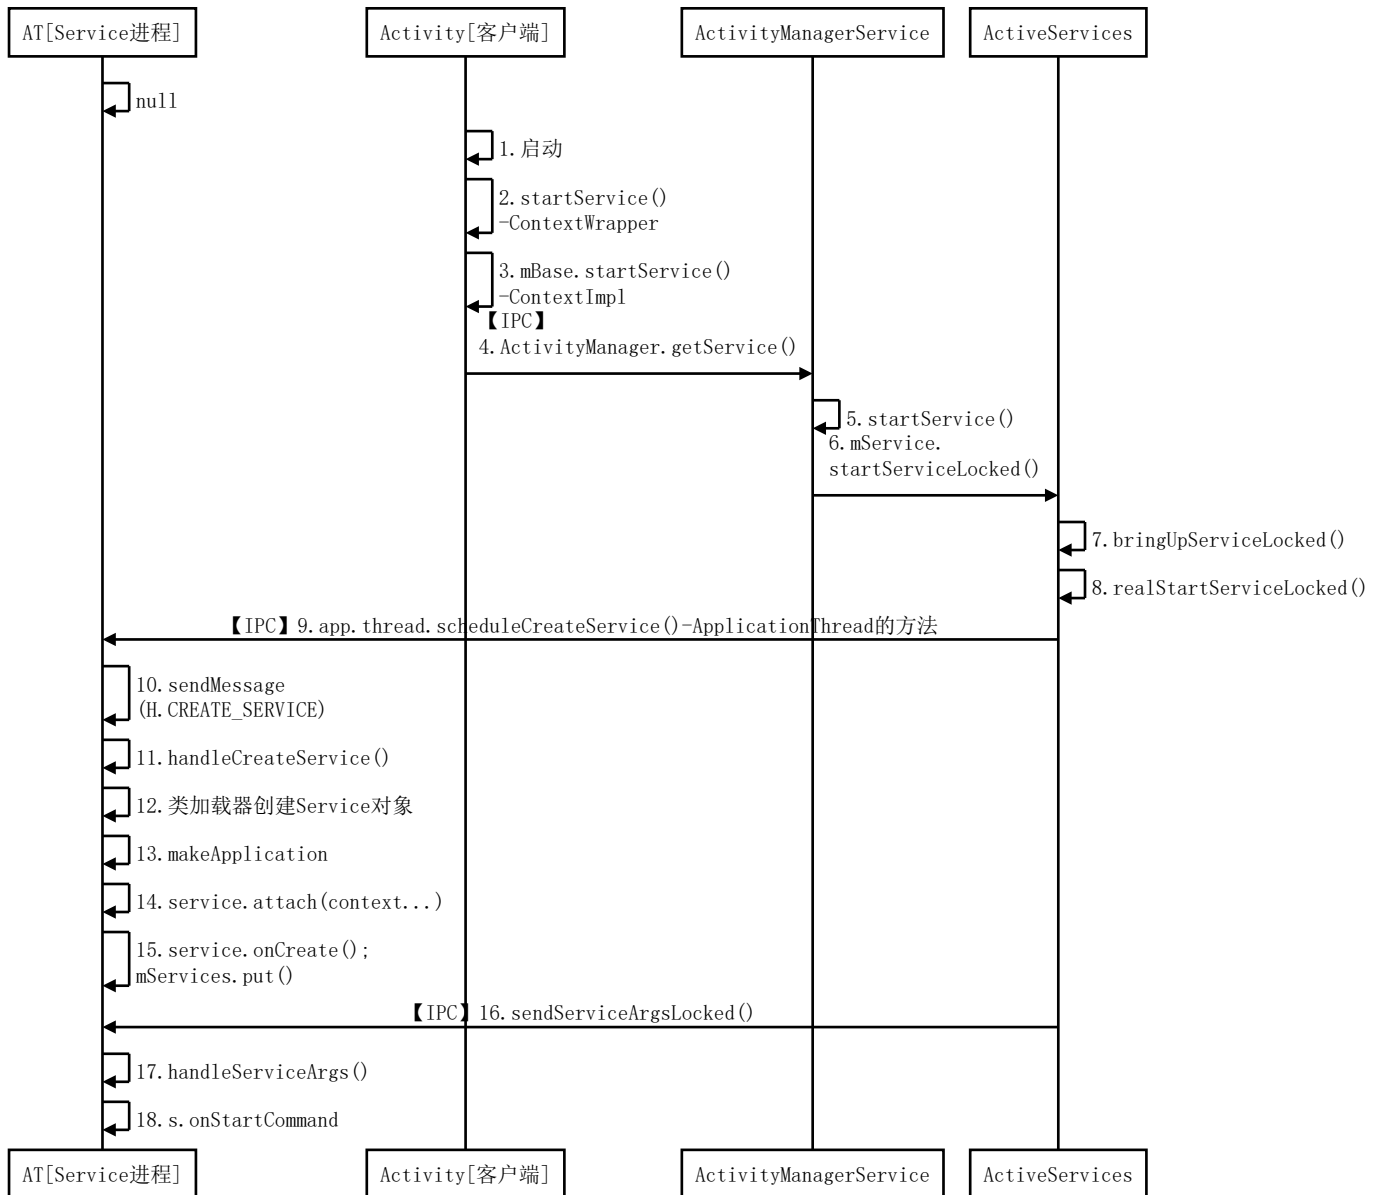 AT[Service进程]
Activity[客户端]
ActivityManagerService
ActiveServices
null
1.启动
2.startService()
-ContextWrapper
3.mBase.startService()
-ContextImpl
【IPC】
4.ActivityManager.getService()
5.startService()
6.mService.
startServiceLocked()
7.bringUpServiceLocked()
8.realStartServiceLocked()
【IPC】9.app.thread.scheduleCreateService()-ApplicationThread的方法
10.sendMessage
(H.CREATE_SERVICE)
11.handleCreateService()
12.类加载器创建Service对象
13.makeApplication
14.service.attach(context...)
15.service.onCreate();
mServices.put()
【IPC】16.sendServiceArgsLocked()
17.handleServiceArgs()
18.s.onStartCommand
AT[Service进程]
Activity[客户端]
ActivityManagerService
ActiveServices